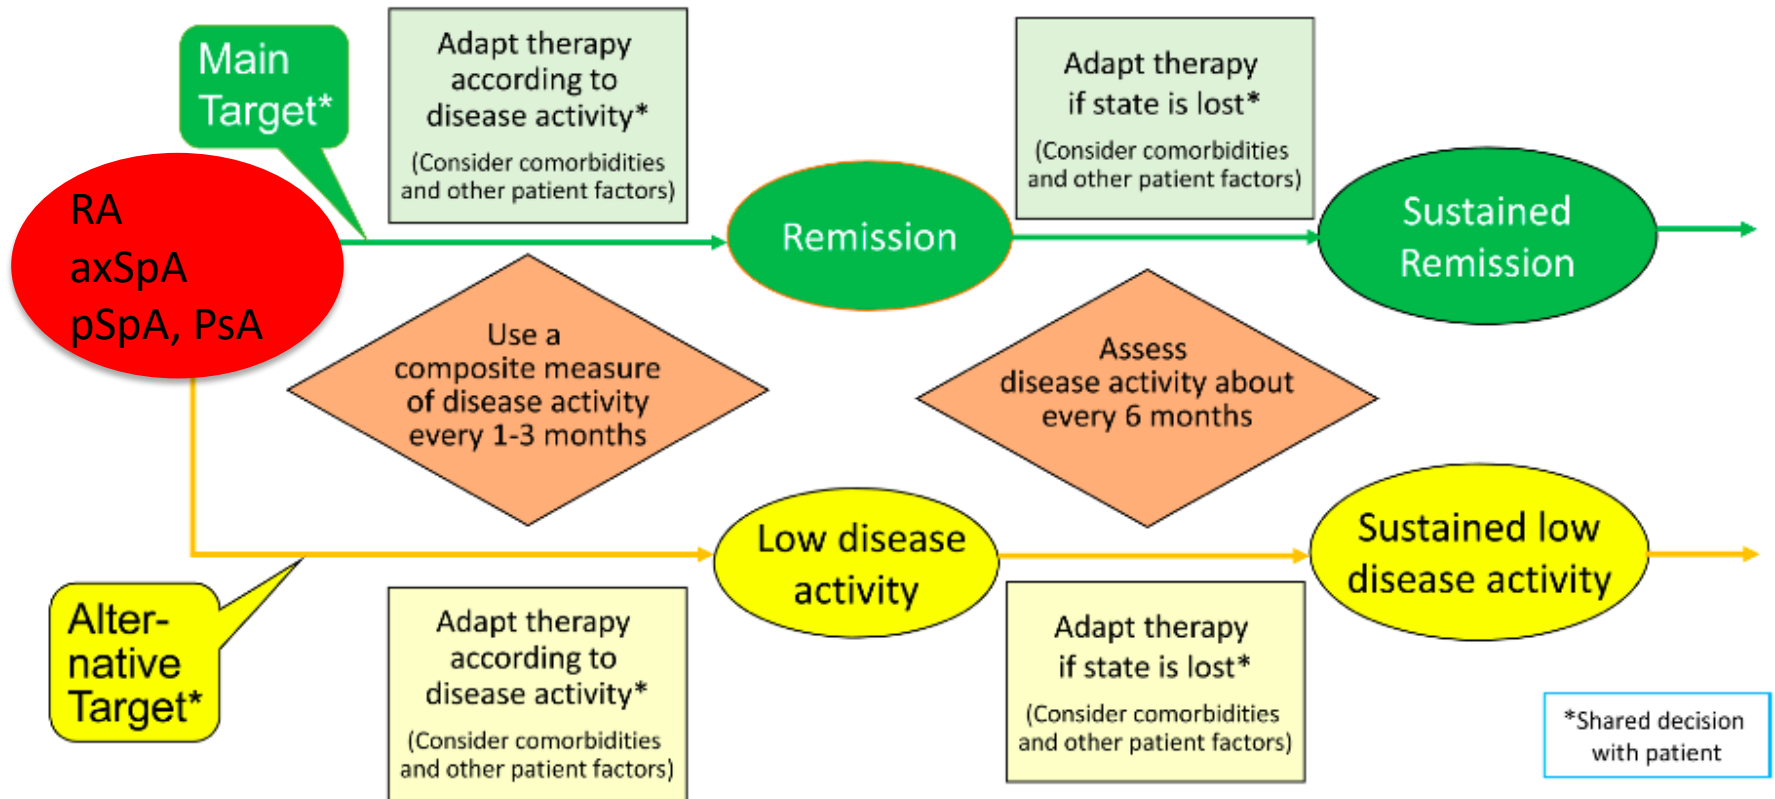 Main
Target*
Adapt therapy
according to
disease activity*
(Consider comorbidities
and other patient factors)
Adapt therapy
if state is lost*
(Consider comorbidities
and other patient factors)
RA
axSpA
pSpA, PsA
Remission
Sustained
Remission
Use a
composite measure
of disease activity
every 1-3 months
Assess
disease activity about
every 6 months
Low disease
activity
Sustained low
disease activity
Alter-
native
Target*
Adapt therapy
according to
disease activity*
(Consider comorbidities
and other patient factors)
Adapt therapy
if state is lost*
(Consider comorbidities
and other patient factors)
*Shared decision
with patient